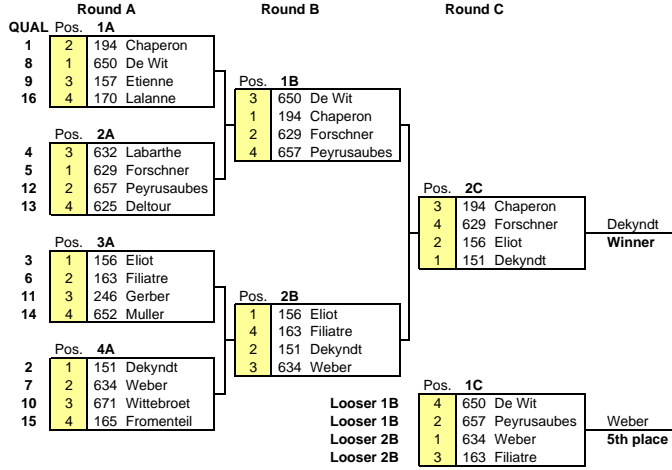 Round A Round B Round C
QUAL Pos. 1A
1 2 194 Chaperon
8 1 650 De Wit
9 3 157 Etienne
16 4 170 Lalanne
Pos. 2A
4 3 632 Labarthe
5 1 629 Forschner
12 2 657 Peyrusaubes
13 4 625 Deltour
Pos. 3A
3 1 156 Eliot
6 2 163 Filiatre
11 3 246 Gerber
14 4 652 Muller
Pos. 4A
2 1 151 Dekyndt
7 2 634 Weber
10 3 671 Wittebroet
15 4 165 Fromenteil
Pos. 1B
3 650 De Wit
1 194 Chaperon
2 629 Forschner
4 657 Peyrusaubes
Pos. 2B
1 156 Eliot
4 163 Filiatre
2 151 Dekyndt
3 634 Weber
Pos. 2C
3 194 Chaperon
4 629 Forschner
2 156 Eliot
1 151 Dekyndt
Dekyndt
Winner
Pos. 1C
Looser 1B 4 650 De Wit
Looser 1B 2 657 Peyrusaubes
Looser 2B 1 634 Weber
Looser 2B 3 163 Filiatre
Weber
5th place